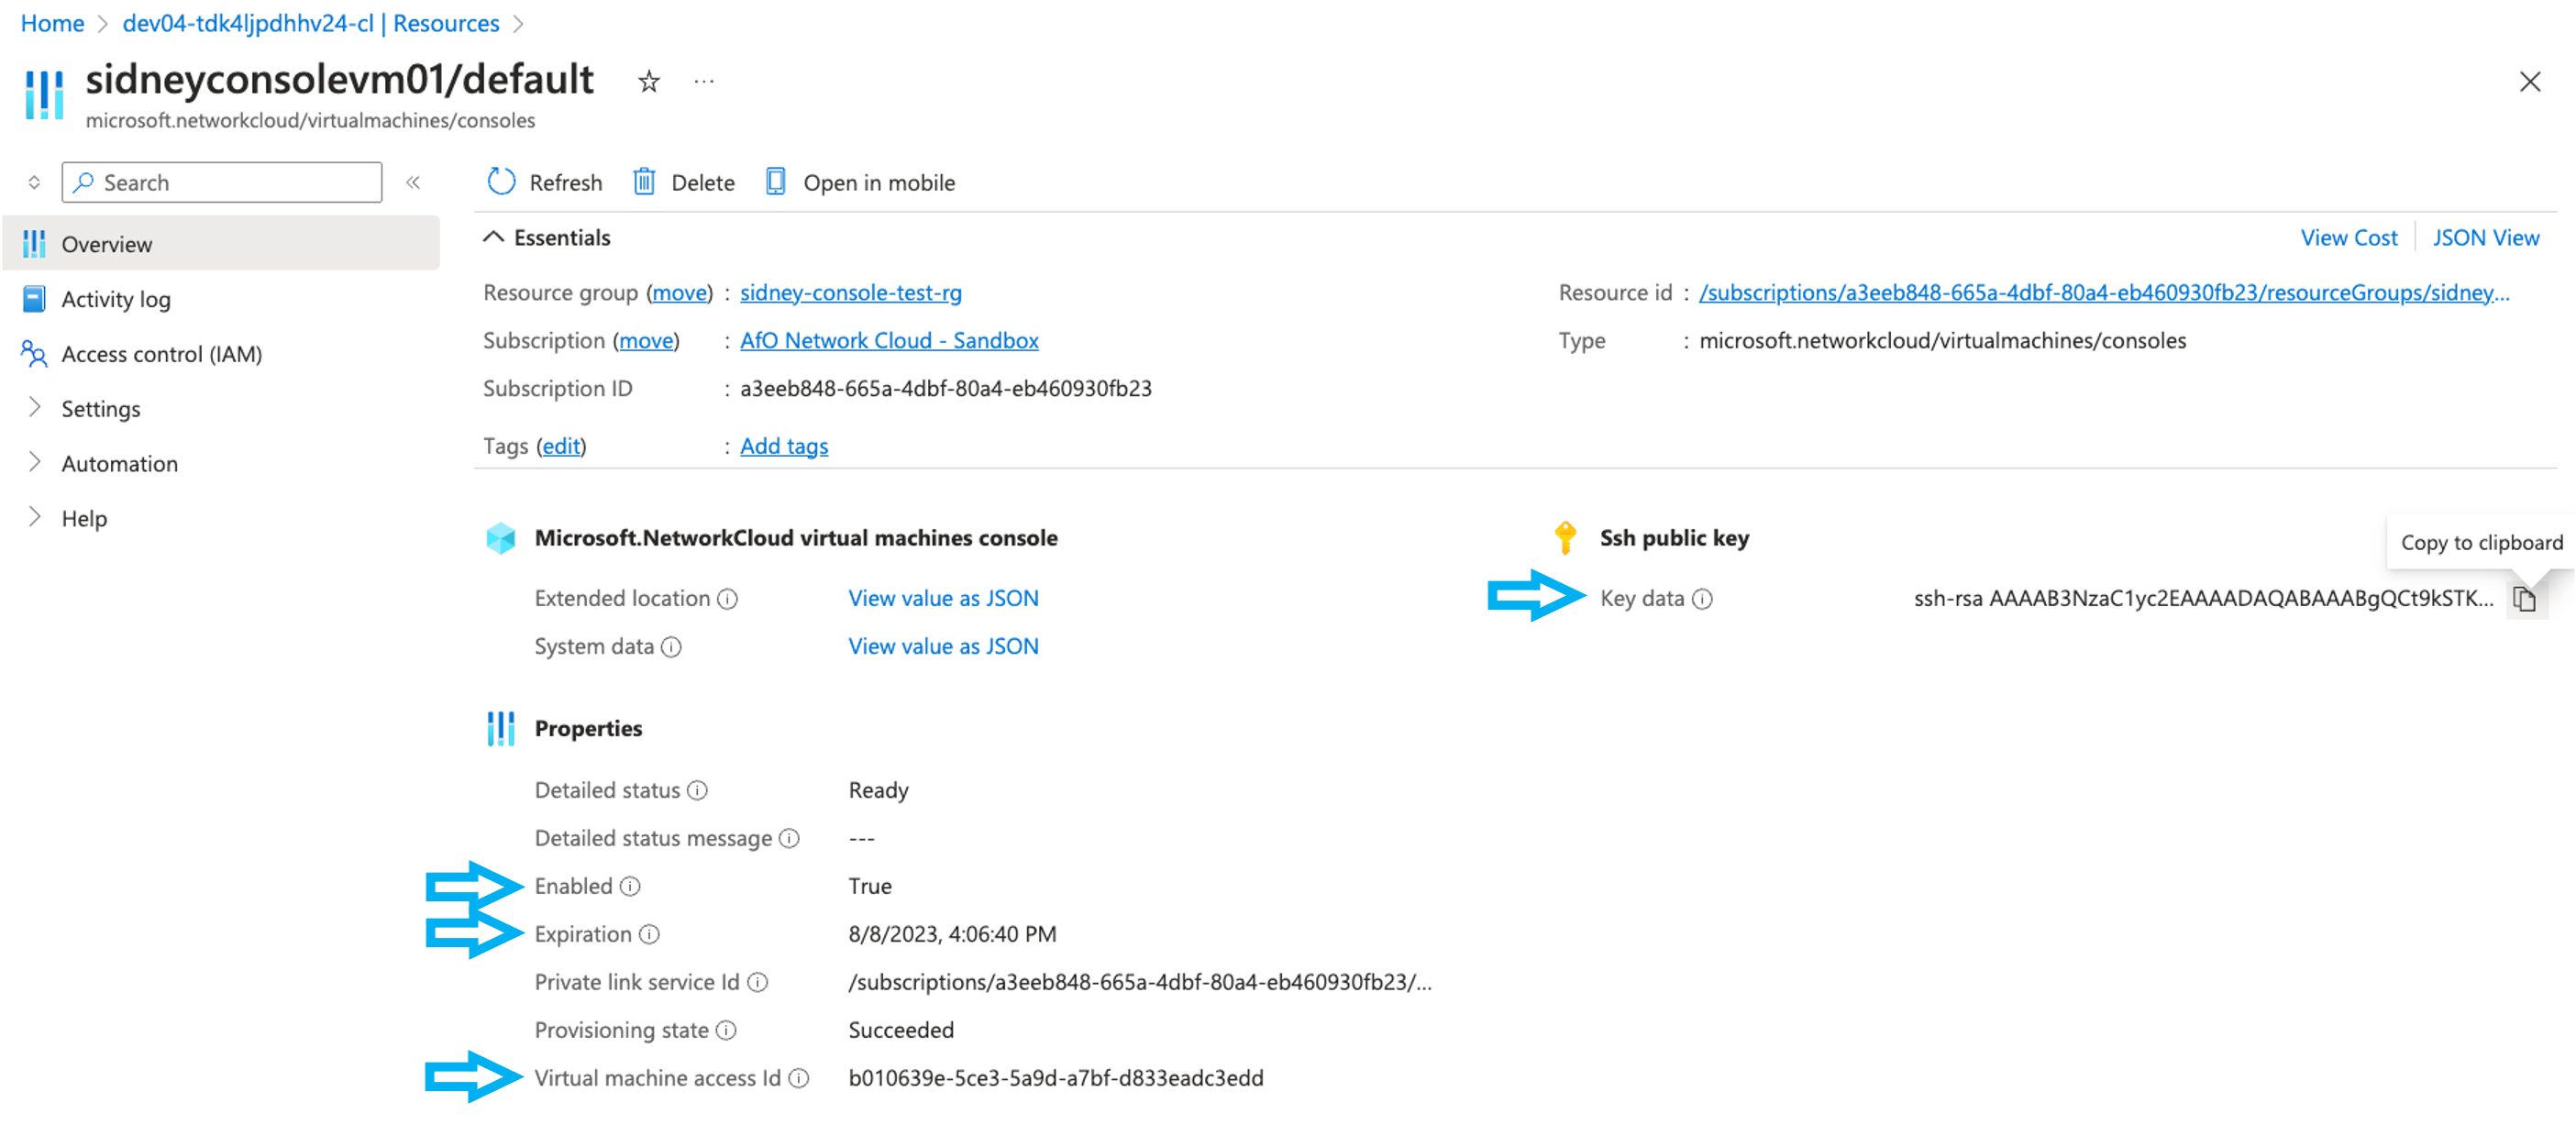 Home > dev04-tdk4ljpdhhv24-cl | Resources >
sidneyconsolevm01/default ☆ ...
microsoft.networkcloud/virtualmachines/consoles
Search «
Overview
Activity log
Access control (IAM)
Settings
Automation
Help
Refresh Delete Open in mobile
Essentials
View Cost | JSON View
Resource group (move) : sidney-console-test-rg
Subscription (move) : AfO Network Cloud - Sandbox
Subscription ID : a3eeb848-665a-4dbf-80a4-eb460930fb23
Tags (edit) : Add tags
Resource id : /subscriptions/a3eeb848-665a-4dbf-80a4-eb460930fb23/resourceGroups/sidney...
Type : microsoft.networkcloud/virtualmachines/consoles
Microsoft.NetworkCloud virtual machines console
Extended location View value as JSON
System data View value as JSON
Ssh public key
Copy to clipboard
Key data ssh-rsa AAAAB3NzaC1yc2EAAAADAQABAAABgQCt9kSTK...
Properties
Detailed status Ready
Detailed status message ---
Enabled True
Expiration 8/8/2023, 4:06:40 PM
Private link service Id /subscriptions/a3eeb848-665a-4dbf-80a4-eb460930fb23/...
Provisioning state Succeeded
Virtual machine access Id b010639e-5ce3-5a9d-a7bf-d833eadc3edd